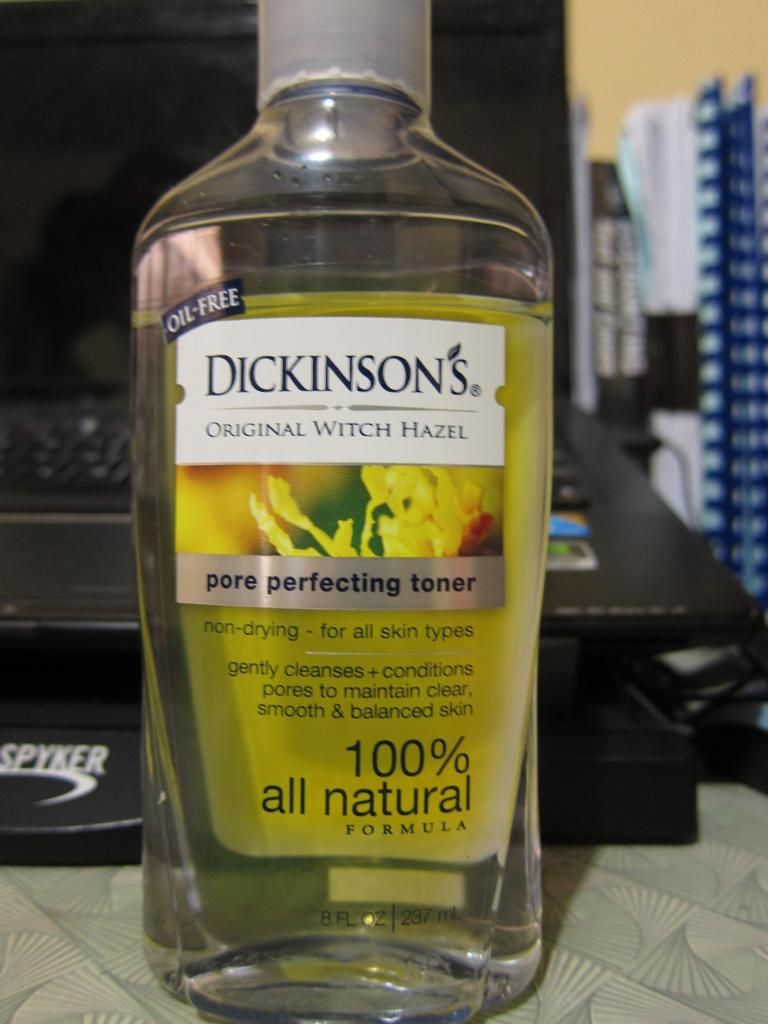 OIL-FREE
DICKINSON'S®
ORIGINAL WITCH HAZEL
pore perfecting toner
non-drying - for all skin types
gently cleanses + conditions
pores to maintain clear,
smooth & balanced skin
100%
all natural
FORMULA
8 FL OZ | 237 mL
SPYKER